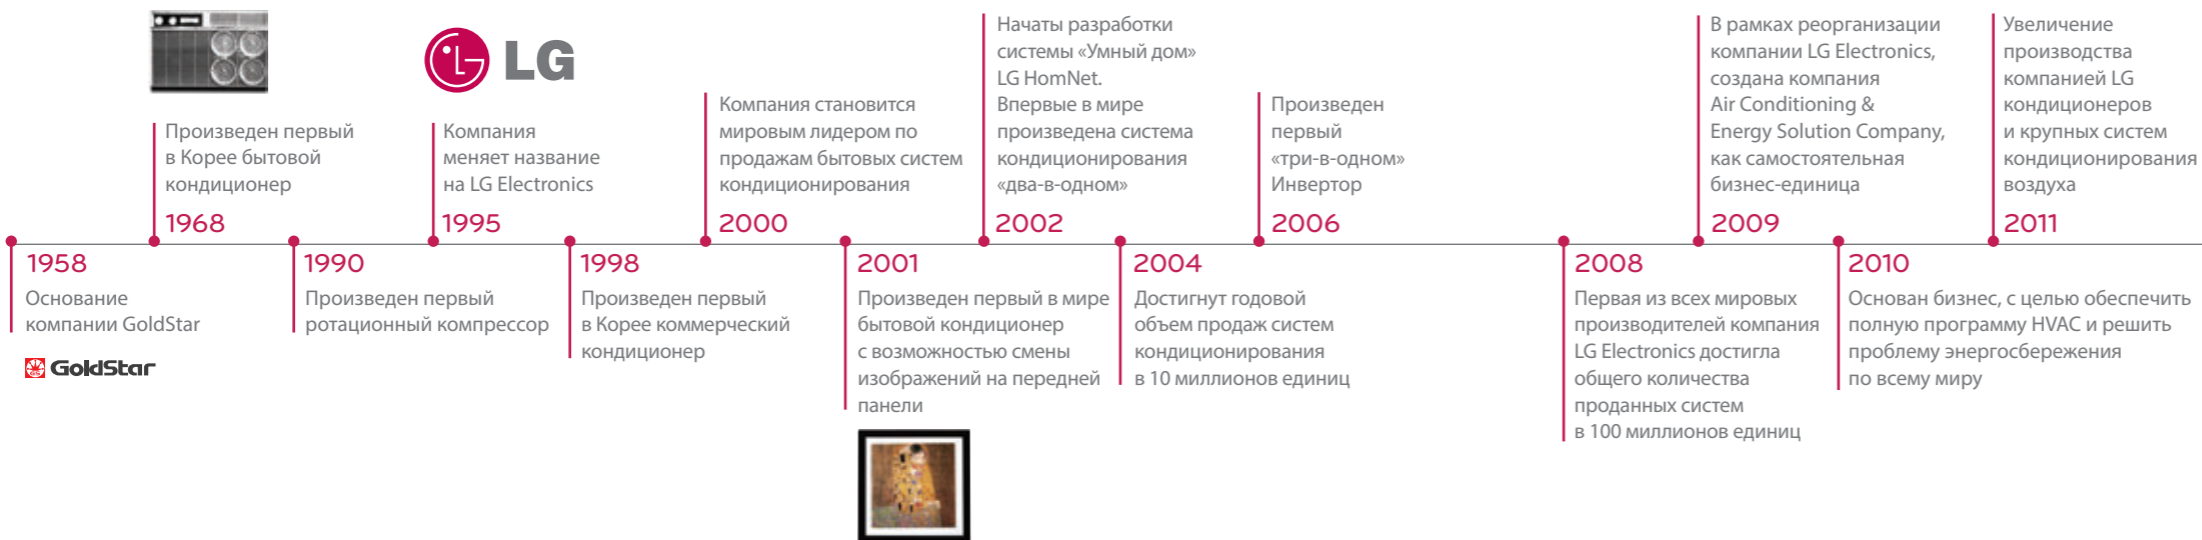 LG
Произведен первый
в Корее бытовой
кондиционер
1968
Компания
меняет название
на LG Electronics
1995
Компания становится
мировым лидером по
продажам бытовых систем
кондиционирования
2000
Начаты разработки
системы «Умный дом»
LG HomNet.
Впервые в мире
произведена система
кондиционирования
«два-в-одном»
2002
Произведен
первый
«три-в-одном»
Инвертор
2006
В рамках реорганизации
компании LG Electronics,
создана компания
Air Conditioning &
Energy Solution Company,
как самостоятельная
бизнес-единица
2009
Увеличение
производства
компанией LG
кондиционеров
и крупных систем
кондиционирования
воздуха
2011
1958
Основание
компании GoldStar
GoldStar
1990
Произведен первый
ротационный компрессор
1998
Произведен первый
в Корее коммерческий
кондиционер
2001
Произведен первый в мире
бытовой кондиционер
с возможностью смены
изображений на передней
панели
2004
Достигнут годовой
объем продаж систем
кондиционирования
в 10 миллионов единиц
2008
Первая из всех мировых
производителей компания
LG Electronics достигла
общего количества
проданных систем
в 100 миллионов единиц
2010
Основан бизнес, с целью обеспечить
полную программу HVAC и решить
проблему энергосбережения
по всему миру